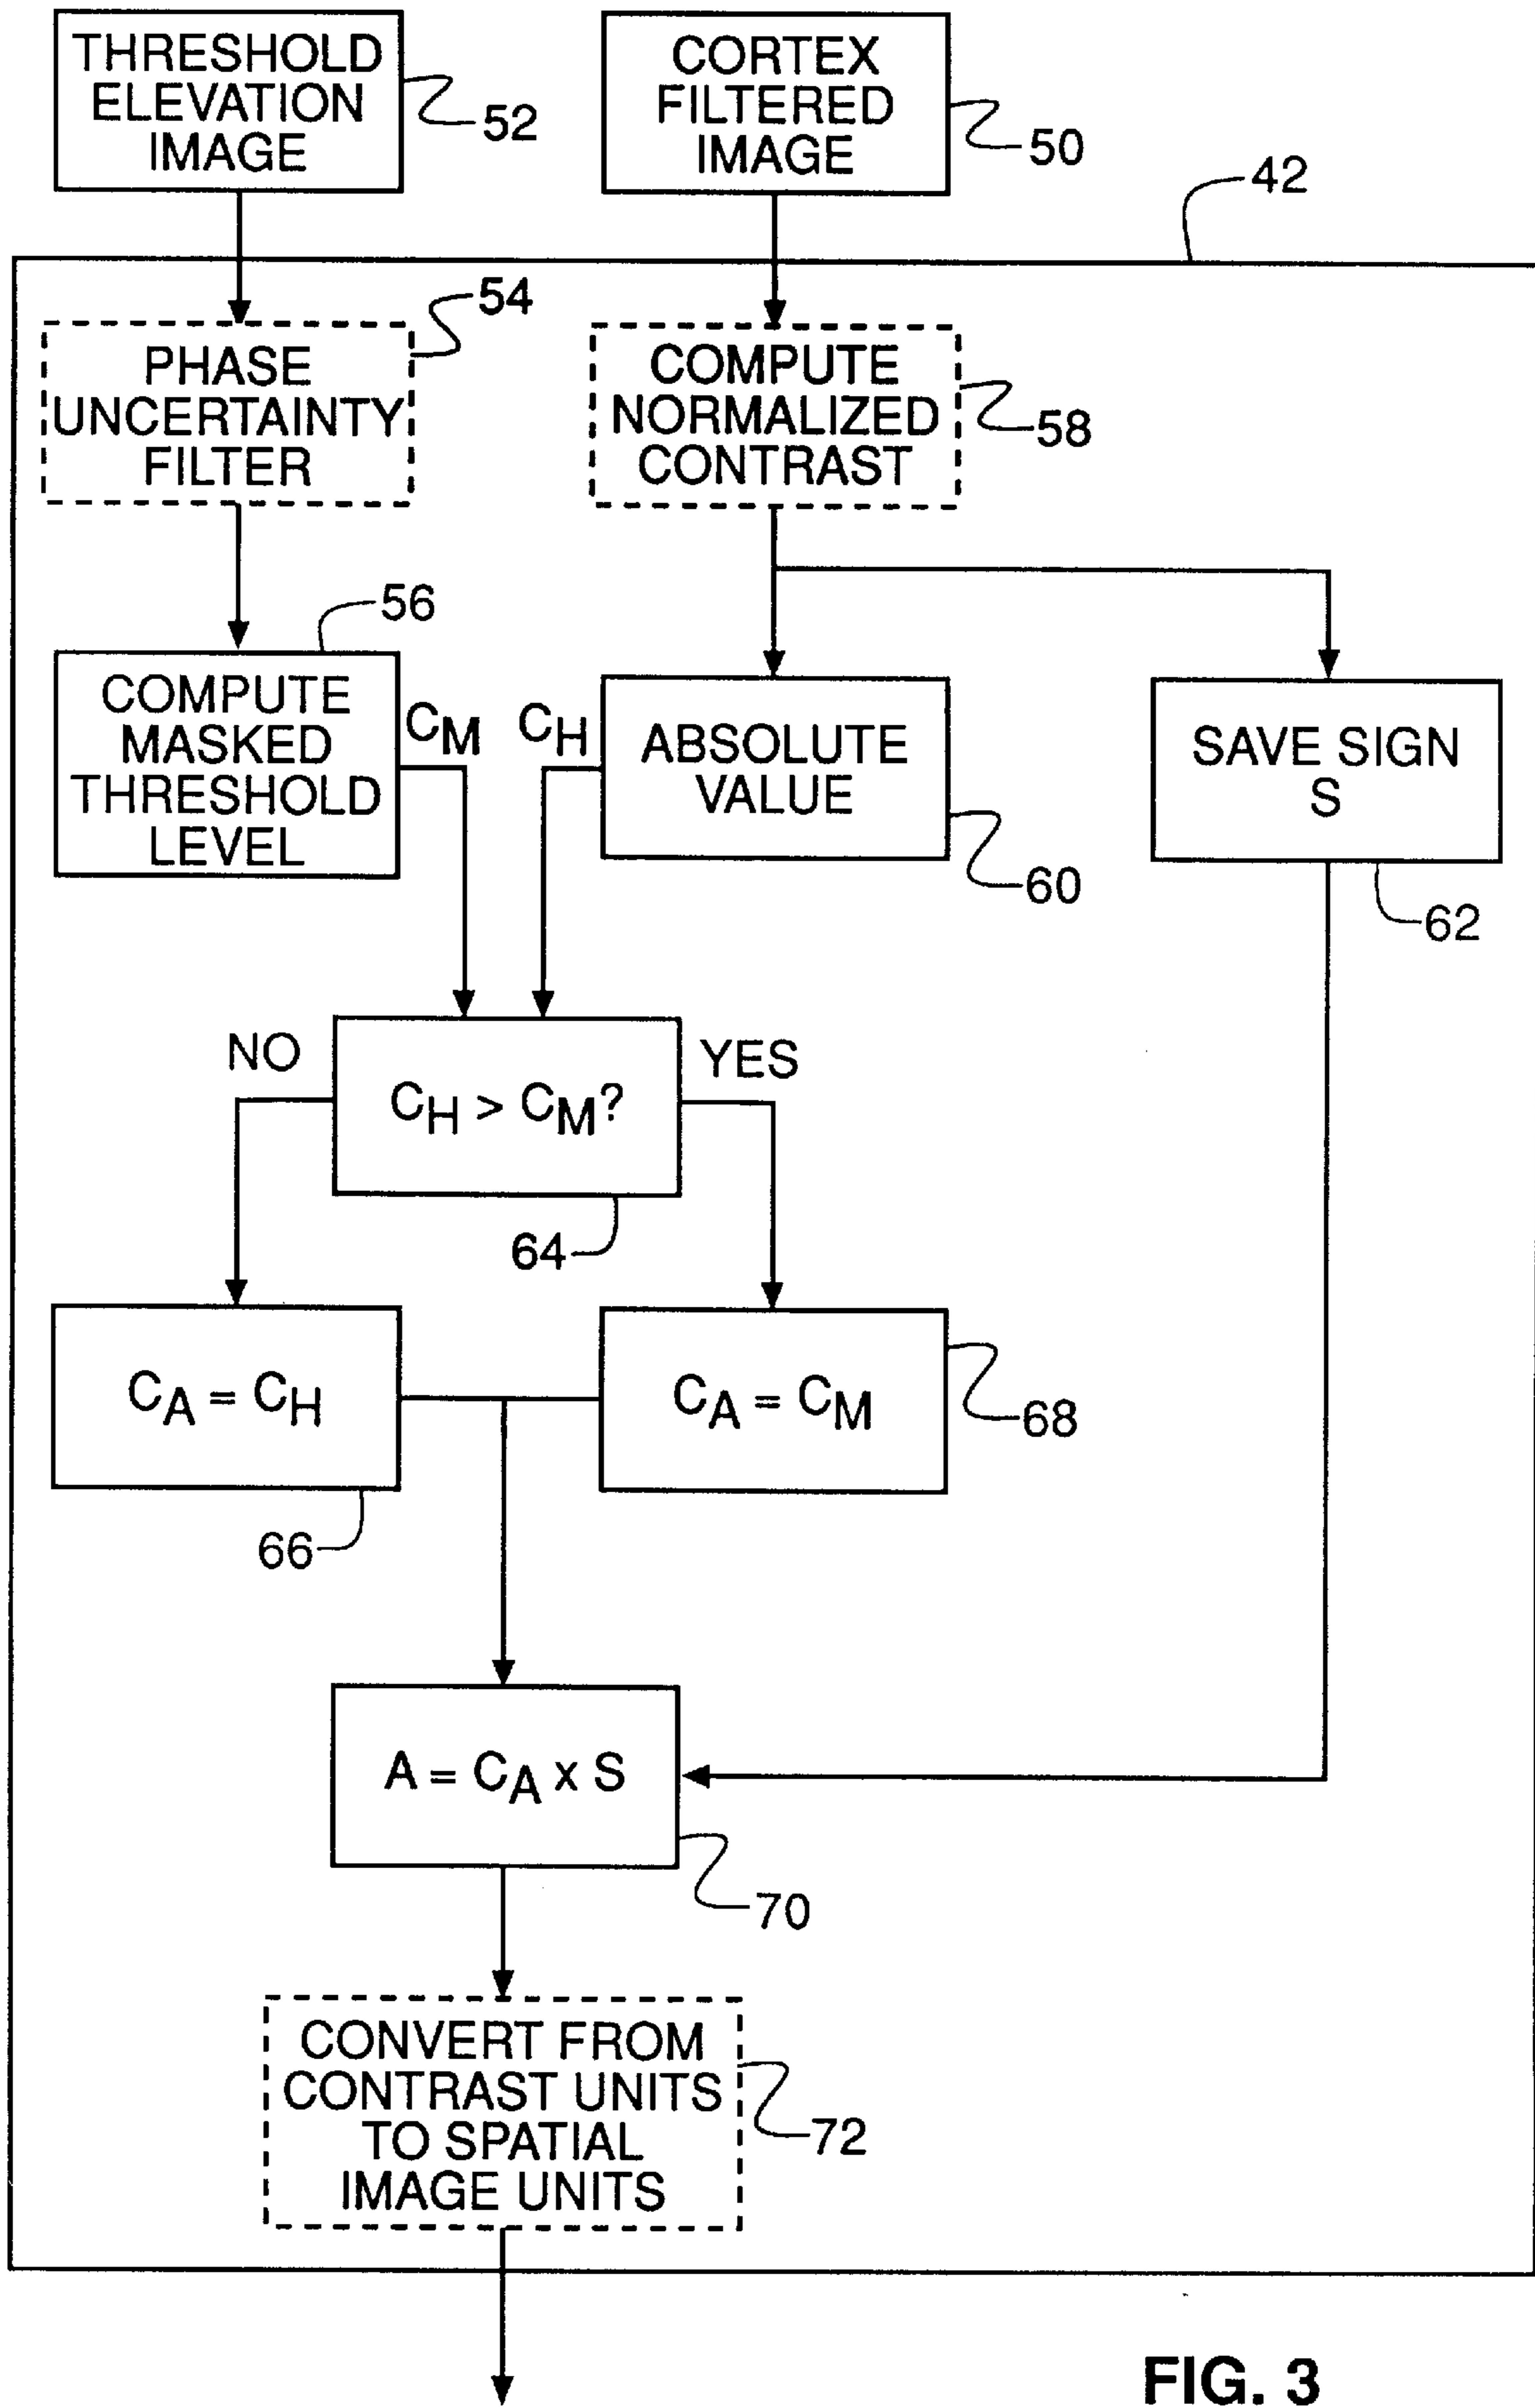 THRESHOLD
ELEVATION
IMAGE
52
CORTEX
FILTERED
IMAGE
50
42
PHASE
UNCERTAINTY
FILTER
54
COMPUTE
NORMALIZED
CONTRAST
58
56
COMPUTE
MASKED
THRESHOLD
LEVEL
CM
CH
ABSOLUTE
VALUE
60
SAVE SIGN
S
62
NO
CH > CM?
YES
64
CA = CH
66
CA = CM
68
A = CA x S
70
CONVERT FROM
CONTRAST UNITS
TO SPATIAL
IMAGE UNITS
72
FIG. 3